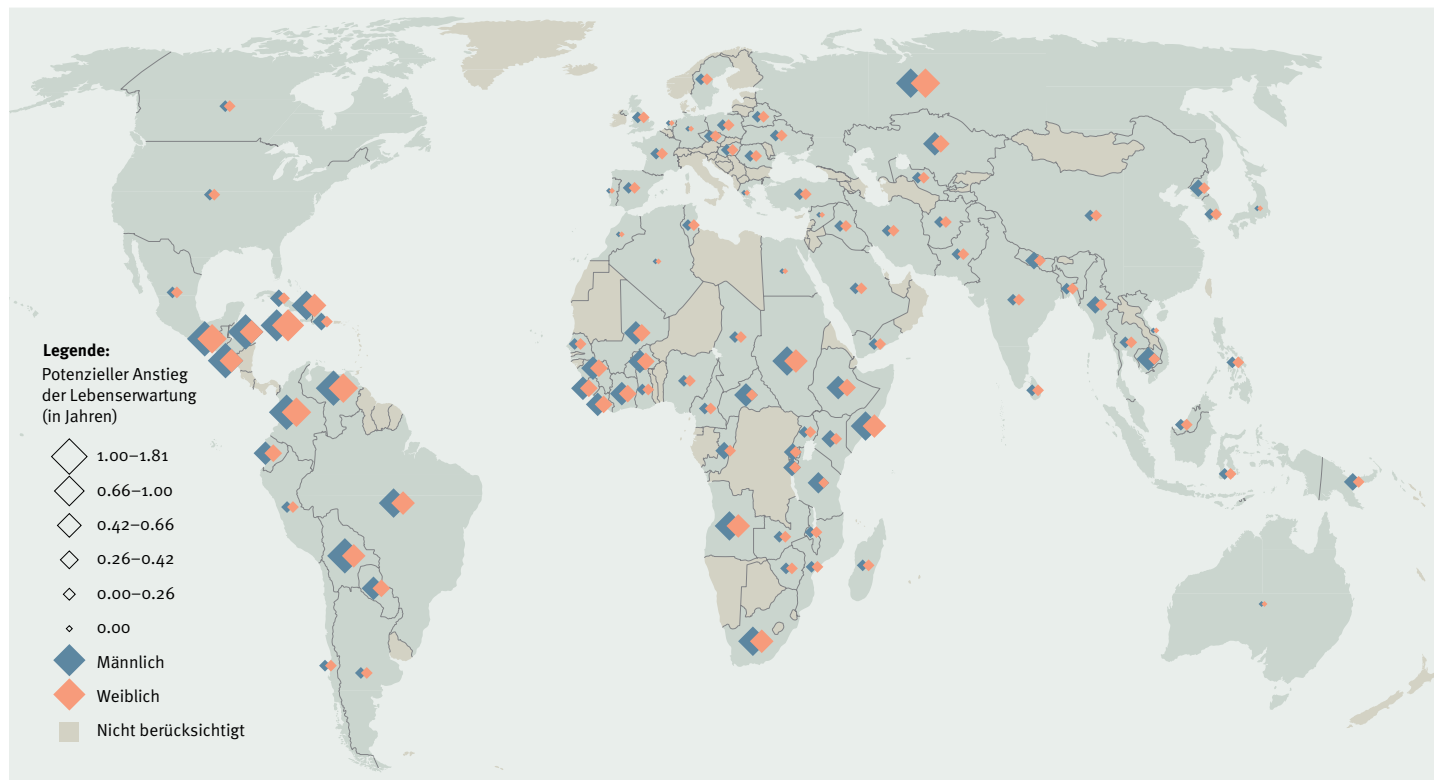 Legende:
Potenzieller Anstieg
der Lebenserwartung
(in Jahren)
1.00–1.81
0.66–1.00
0.42–0.66
0.26–0.42
0.00–0.26
0.00
Männlich
Weiblich
Nicht berücksichtigt